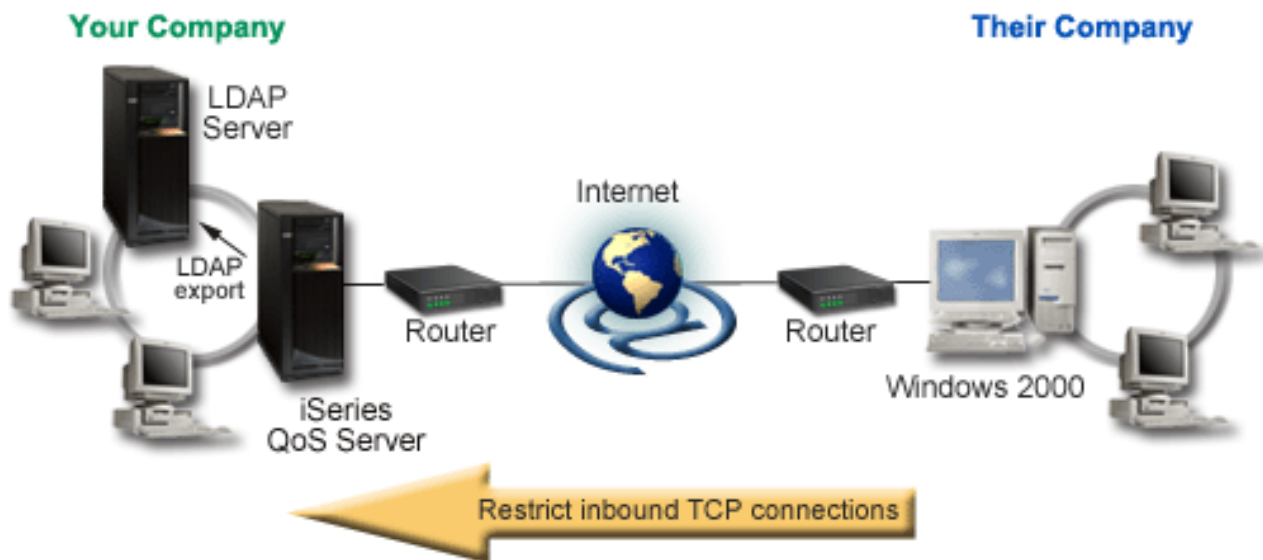 Your Company
Their Company
LDAP
Server
Internet
LDAP
export
Router
Router
Windows 2000
iSeries
QoS Server
Restrict inbound TCP connections